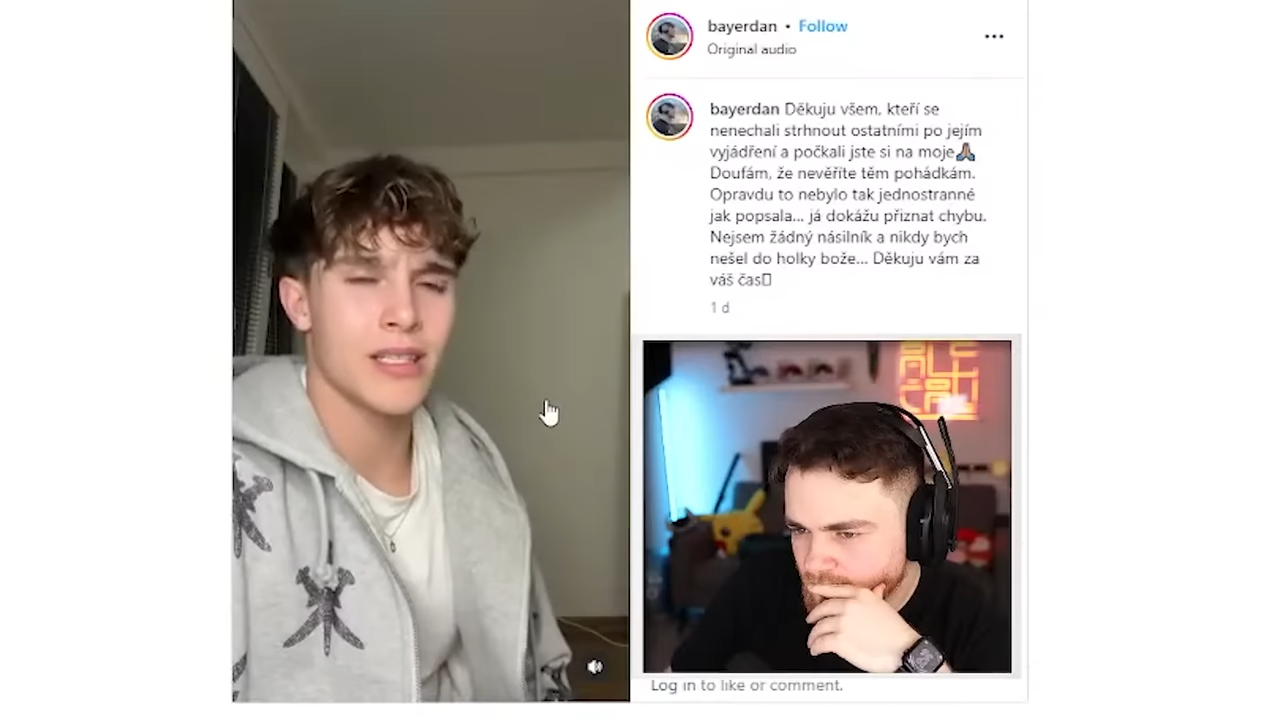 bayerdan • Follow
Original audio
bayerdan Děkuju všem, kteří se
nenechali strhnout ostatními po jejím
vyjádření a počkali jste si na moje🙏🏽
Doufám, že nevěříte těm pohádkám.
Opravdu to nebylo tak jednostranné
jak popsala... já dokážu přiznat chybu.
Nejsem žádný násilník a nikdy bych
nešel do holky bože... Děkuju vám za
váš čas▯
1 d
Log in to like or comment.